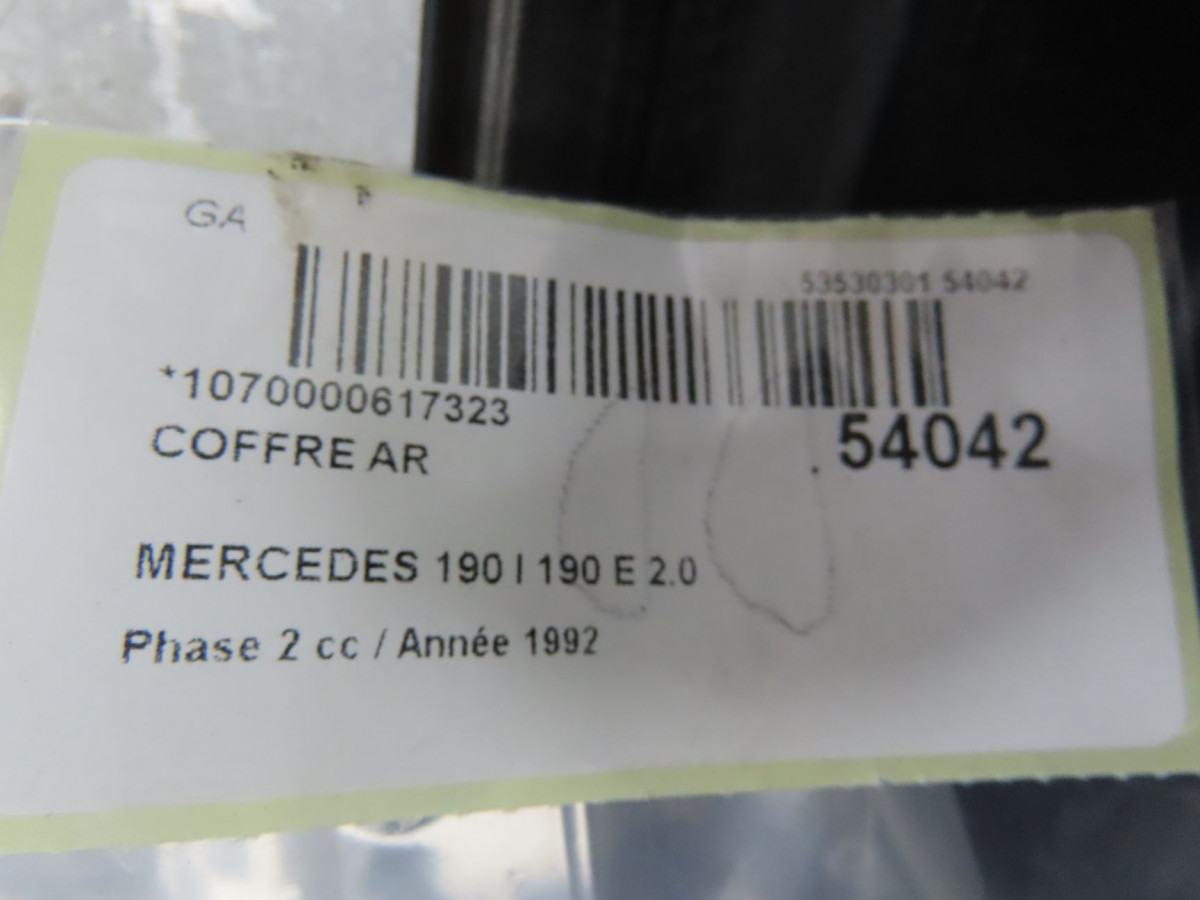 GA
53530301 54042
*1070000617323
COFFRE AR
. 54042
MERCEDES 190 I 190 E 2.0
Phase 2 cc / Année 1992